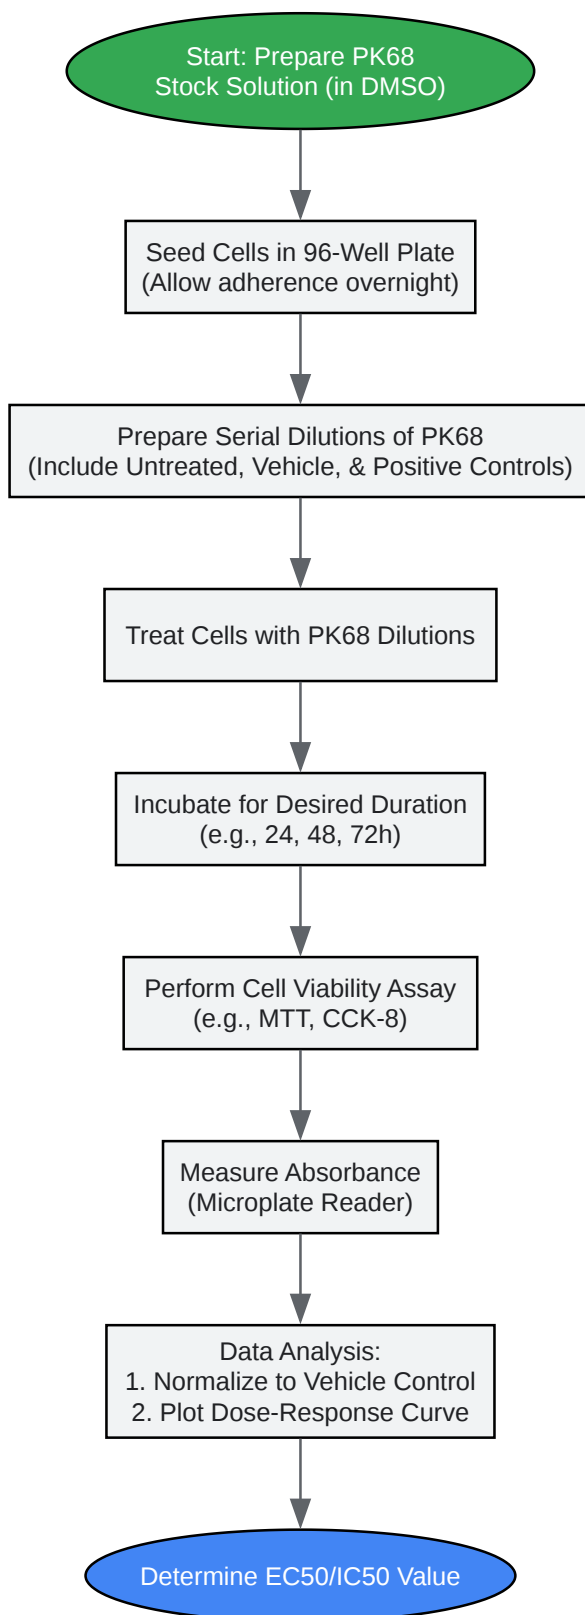 Start: Prepare PK68
Stock Solution (in DMSO)
Seed Cells in 96-Well Plate
(Allow adherence overnight)
Prepare Serial Dilutions of PK68
(Include Untreated, Vehicle, & Positive Controls)
Treat Cells with PK68 Dilutions
Incubate for Desired Duration
(e.g., 24, 48, 72h)
Perform Cell Viability Assay
(e.g., MTT, CCK-8)
Measure Absorbance
(Microplate Reader)
Data Analysis:
1. Normalize to Vehicle Control
2. Plot Dose-Response Curve
Determine EC50/IC50 Value